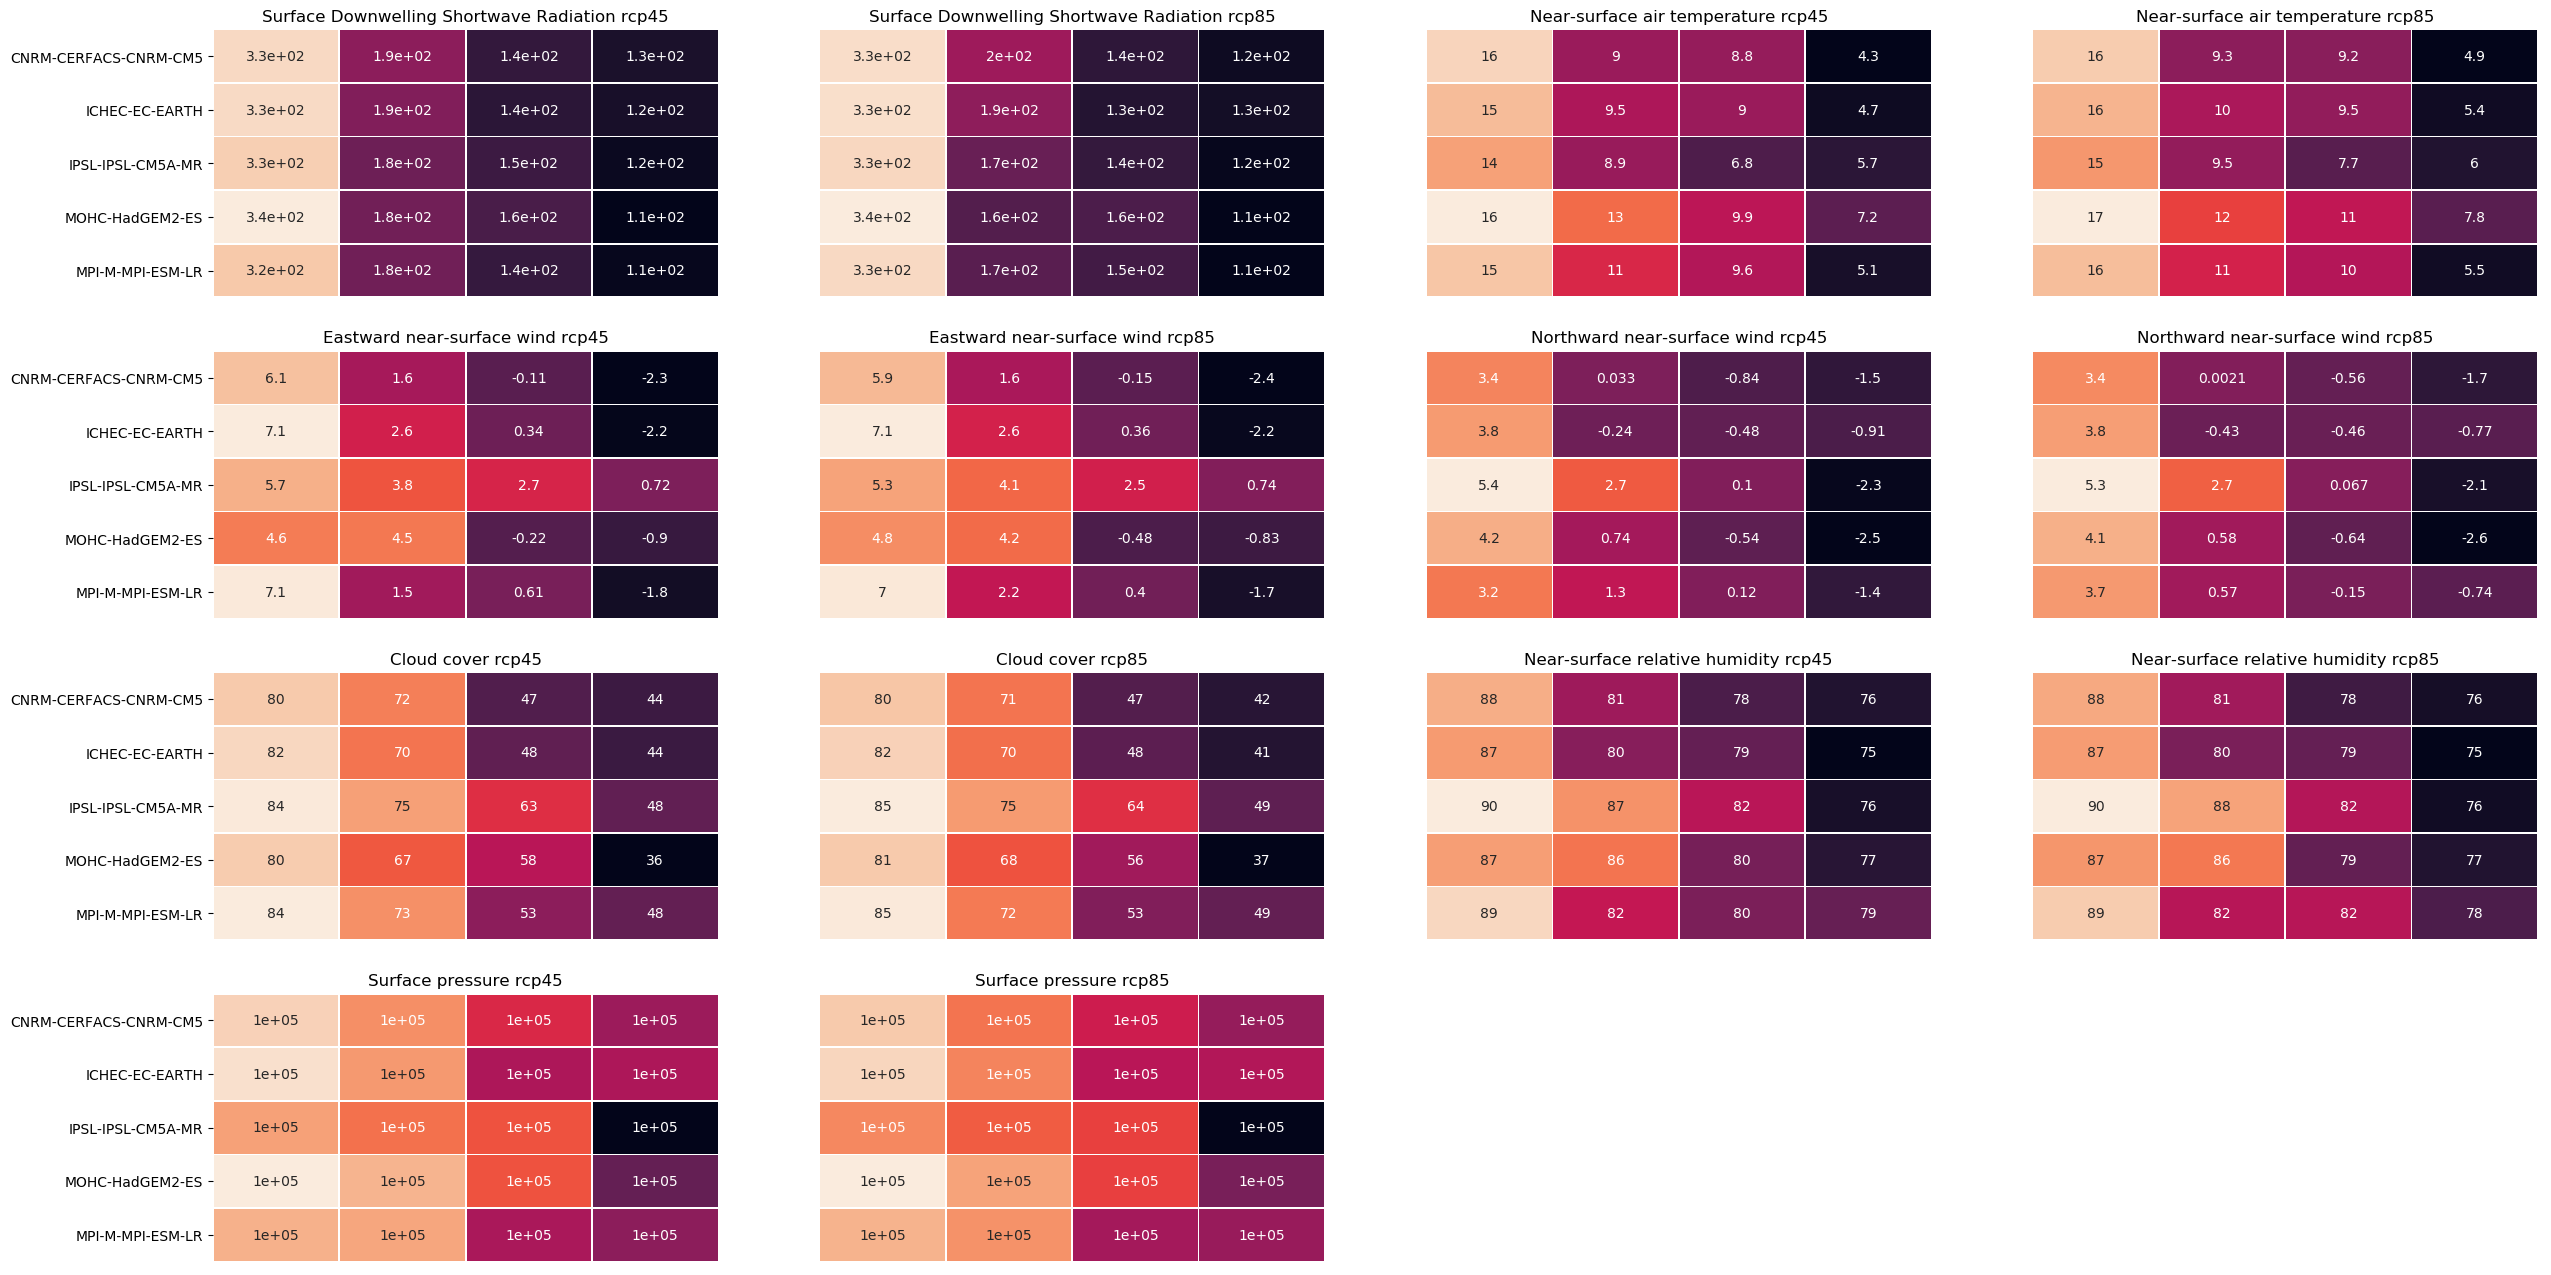 Surface Downwelling Shortwave Radiation rcp45 Surface Downwelling Shortwave Radiation rcp85 Near-surface air temperature rcp45 Near-surface air temperature rcp85
CNRM-CERFACS-CNRM-CM5 3.3e+02 1.9e+02 1.4e+02 1.3e+02 3.3e+02 2e+02 1.4e+02 1.2e+02 16 9 8.8 4.3 16 9.3 9.2 4.9
ICHEC-EC-EARTH 3.3e+02 1.9e+02 1.4e+02 1.2e+02 3.3e+02 1.9e+02 1.3e+02 1.3e+02 15 9.5 9 4.7 16 10 9.5 5.4
IPSL-IPSL-CM5A-MR 3.3e+02 1.8e+02 1.5e+02 1.2e+02 3.3e+02 1.7e+02 1.4e+02 1.2e+02 14 8.9 6.8 5.7 15 9.5 7.7 6
MOHC-HadGEM2-ES 3.4e+02 1.8e+02 1.6e+02 1.1e+02 3.4e+02 1.6e+02 1.6e+02 1.1e+02 16 13 9.9 7.2 17 12 11 7.8
MPI-M-MPI-ESM-LR 3.2e+02 1.8e+02 1.4e+02 1.1e+02 3.3e+02 1.7e+02 1.5e+02 1.1e+02 15 11 9.6 5.1 16 11 10 5.5
Eastward near-surface wind rcp45 Eastward near-surface wind rcp85 Northward near-surface wind rcp45 Northward near-surface wind rcp85
CNRM-CERFACS-CNRM-CM5 6.1 1.6 -0.11 -2.3 5.9 1.6 -0.15 -2.4 3.4 0.033 -0.84 -1.5 3.4 0.0021 -0.56 -1.7
ICHEC-EC-EARTH 7.1 2.6 0.34 -2.2 7.1 2.6 0.36 -2.2 3.8 -0.24 -0.48 -0.91 3.8 -0.43 -0.46 -0.77
IPSL-IPSL-CM5A-MR 5.7 3.8 2.7 0.72 5.3 4.1 2.5 0.74 5.4 2.7 0.1 -2.3 5.3 2.7 0.067 -2.1
MOHC-HadGEM2-ES 4.6 4.5 -0.22 -0.9 4.8 4.2 -0.48 -0.83 4.2 0.74 -0.54 -2.5 4.1 0.58 -0.64 -2.6
MPI-M-MPI-ESM-LR 7.1 1.5 0.61 -1.8 7 2.2 0.4 -1.7 3.2 1.3 0.12 -1.4 3.7 0.57 -0.15 -0.74
Cloud cover rcp45 Cloud cover rcp85 Near-surface relative humidity rcp45 Near-surface relative humidity rcp85
CNRM-CERFACS-CNRM-CM5 80 72 47 44 80 71 47 42 88 81 78 76 88 81 78 76
ICHEC-EC-EARTH 82 70 48 44 82 70 48 41 87 80 79 75 87 80 79 75
IPSL-IPSL-CM5A-MR 84 75 63 48 85 75 64 49 90 87 82 76 90 88 82 76
MOHC-HadGEM2-ES 80 67 58 36 81 68 56 37 87 86 80 77 87 86 79 77
MPI-M-MPI-ESM-LR 84 73 53 48 85 72 53 49 89 82 80 79 89 82 82 78
Surface pressure rcp45 Surface pressure rcp85
CNRM-CERFACS-CNRM-CM5 1e+05 1e+05 1e+05 1e+05 1e+05 1e+05 1e+05 1e+05
ICHEC-EC-EARTH 1e+05 1e+05 1e+05 1e+05 1e+05 1e+05 1e+05 1e+05
IPSL-IPSL-CM5A-MR 1e+05 1e+05 1e+05 1e+05 1e+05 1e+05 1e+05 1e+05
MOHC-HadGEM2-ES 1e+05 1e+05 1e+05 1e+05 1e+05 1e+05 1e+05 1e+05
MPI-M-MPI-ESM-LR 1e+05 1e+05 1e+05 1e+05 1e+05 1e+05 1e+05 1e+05